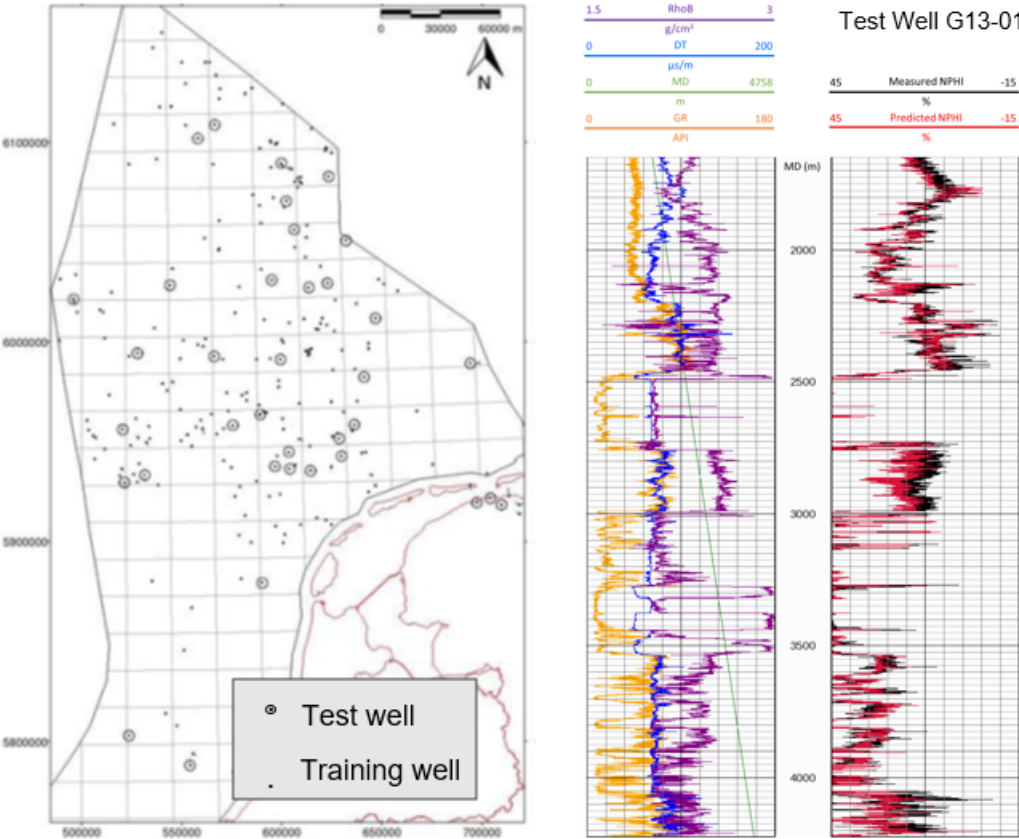 0 30000 60000 m
N
6100000
6000000
5900000
5800000
500000 550000 600000 650000 700000
Test well
Training well
1.5 RhoB 3
g/cm³
0 DT 200
µs/m
0 MD 4758
m
0 GR 180
API
Test Well G13-01
45 Measured NPHI -15
%
45 Predicted NPHI -15
%
MD (m)
2000
2500
3000
3500
4000